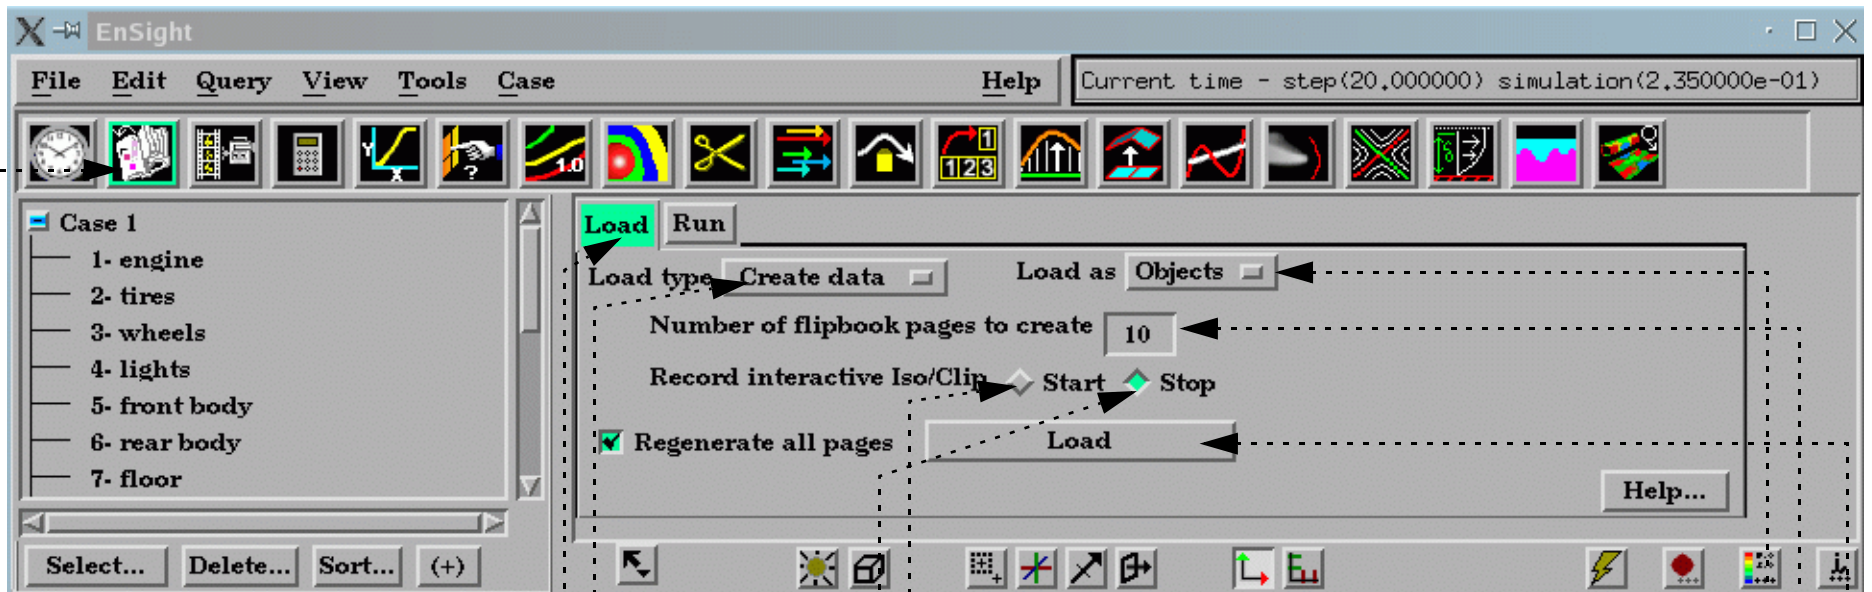 EnSight
File Edit Query View Tools Case Help
Current time - step(20.000000) simulation(2.350000e-01)
Y X ? 1.0 1 1 2 3 δ
Case 1
1- engine
2- tires
3- wheels
4- lights
5- front body
6- rear body
7- floor
Select... Delete... Sort... (+)
Load Run
Load type Create data Load as Objects
Number of flipbook pages to create 10
Record interactive Iso/Clip Start Stop
Regenerate all pages Load
Help...